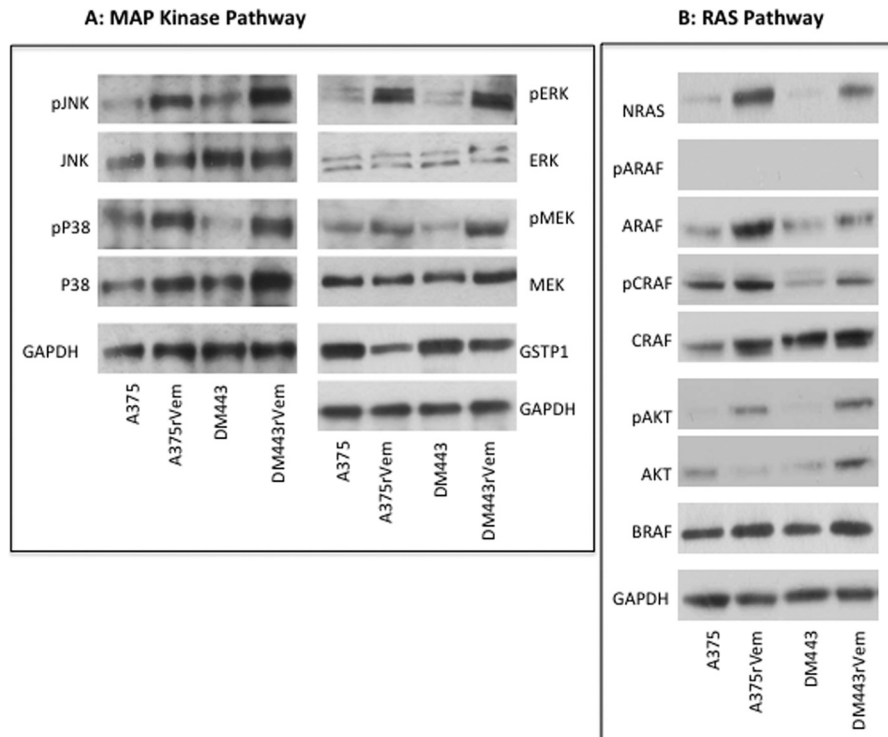 A: MAP Kinase Pathway
pJNK
JNK
pP38
P38
GAPDH
A375
A375rVem
DM443
DM443rVem
pERK
ERK
pMEK
MEK
GSTP1
GAPDH
A375
A375rVem
DM443
DM443rVem
B: RAS Pathway
NRAS
pARAF
ARAF
pCRAF
CRAF
pAKT
AKT
BRAF
GAPDH
A375
A375rVem
DM443
DM443rVem